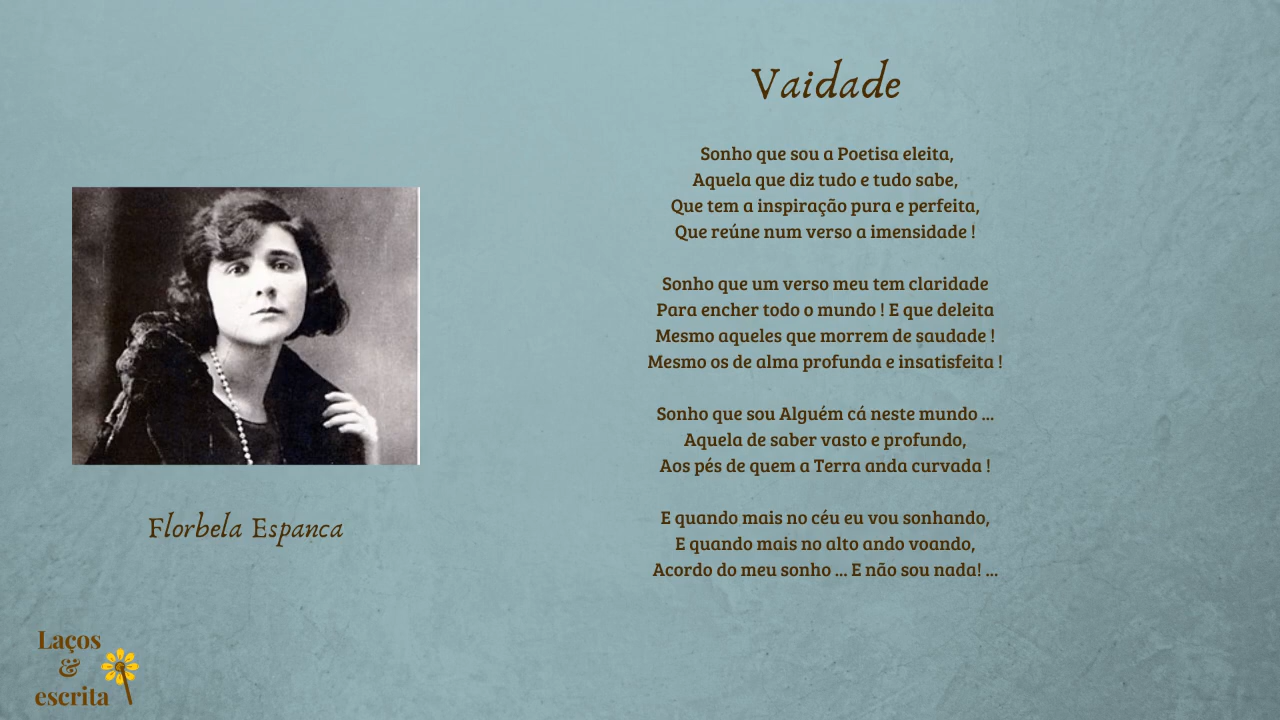 Vaidade
Sonho que sou a Poetisa eleita,
Aquela que diz tudo e tudo sabe,
Que tem a inspiração pura e perfeita,
Que reúne num verso a imensidade !
Sonho que um verso meu tem claridade
Para encher todo o mundo ! E que deleita
Mesmo aqueles que morrem de saudade !
Mesmo os de alma profunda e insatisfeita !
Sonho que sou Alguém cá neste mundo ...
Aquela de saber vasto e profundo,
Aos pés de quem a Terra anda curvada !
E quando mais no céu eu vou sonhando,
E quando mais no alto ando voando,
Acordo do meu sonho ... E não sou nada! ...
Florbela Espanca
Laços
&
escrita